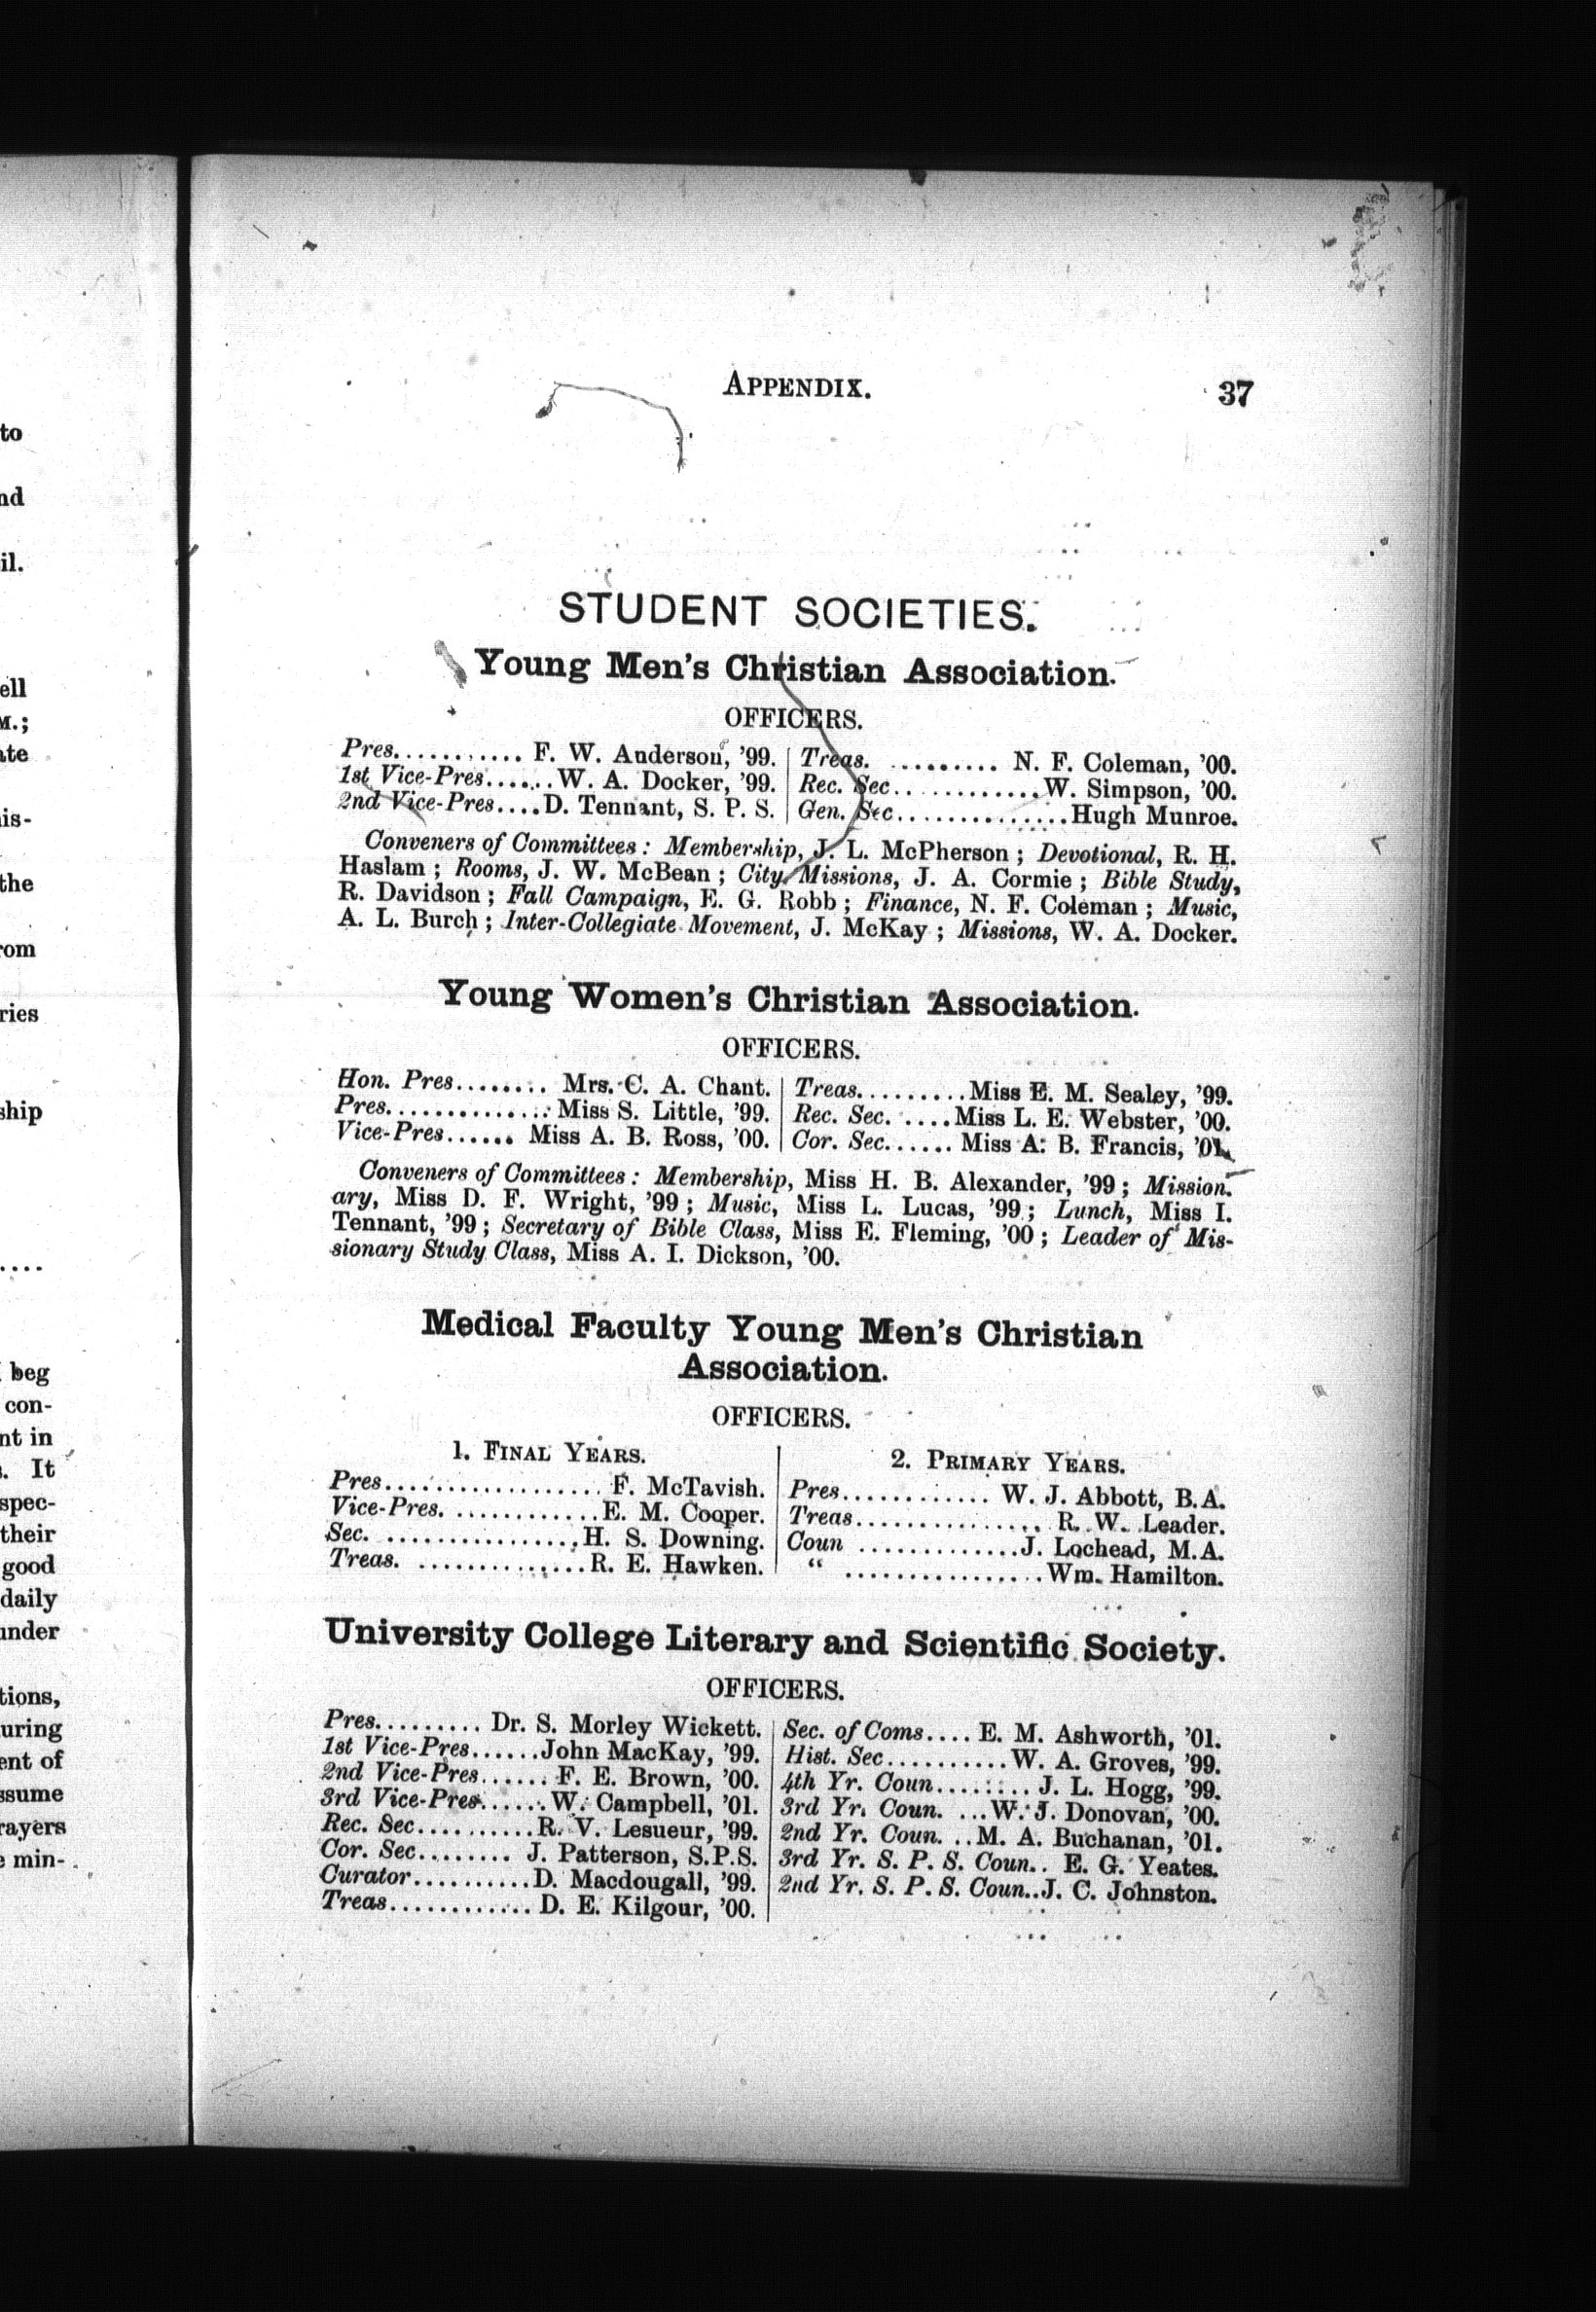 APPENDIX. 37
STUDENT SOCIETIES.
Young Men's Christian Association.
OFFICERS.
Pres............ F. W. Anderson, '99.
1st Vice-Pres.......W. A. Docker, '99.
2nd Vice-Pres....D. Tennant, S. P. S.
Treas. .......... N. F. Coleman, '00.
Rec. Sec.............W. Simpson, '00.
Gen. Sec...............Hugh Munroe.
Conveners of Committees : Membership, J. L. McPherson ; Devotional, R. H.
Haslam ; Rooms, J. W. McBean ; City Missions, J. A. Cormie ; Bible Study,
R. Davidson ; Fall Campaign, E. G. Robb ; Finance, N. F. Coleman ; Music,
A. L. Burch ; Inter-Collegiate Movement, J. McKay ; Missions, W. A. Docker.
Young Women's Christian Association.
OFFICERS.
Hon. Pres........ Mrs. C. A. Chant.
Pres.............. Miss S. Little, '99.
Vice-Pres...... Miss A. B. Ross, '00.
Treas..........Miss E. M. Sealey, '99.
Rec. Sec. .....Miss L. E. Webster, '00.
Cor. Sec....... Miss A. B. Francis, '01.
Conveners of Committees : Membership, Miss H. B. Alexander, '99 ; Mission-
ary, Miss D. F. Wright, '99 ; Music, Miss L. Lucas, '99 ; Lunch, Miss I.
Tennant, '99 ; Secretary of Bible Class, Miss E. Fleming, '00 ; Leader of Mis-
sionary Study Class, Miss A. I. Dickson, '00.
Medical Faculty Young Men's Christian
Association.
OFFICERS.
1. FINAL YEARS.
Pres.................... F. McTavish.
Vice-Pres. .............E. M. Cooper.
Sec. ..................H. S. Downing.
Treas. ................R. E. Hawken.
2. PRIMARY YEARS.
Pres.............. W. J. Abbott, B.A.
Treas................. R. W. Leader.
Coun ..............J. Lochead, M.A.
" ..................Wm. Hamilton.
University College Literary and Scientific Society.
OFFICERS.
Pres.......... Dr. S. Morley Wickett.
1st Vice-Pres......John MacKay, '99.
2nd Vice-Pres...... F. E. Brown, '00.
3rd Vice-Pres.......W. Campbell, '01.
Rec. Sec...........R. V. Lesueur, '99.
Cor. Sec......... J. Patterson, S.P.S.
Curator...........D. Macdougall, '99.
Treas............. D. E. Kilgour, '00.
Sec. of Coms.... E. M. Ashworth, '01.
Hist. Sec...........W. A. Groves, '99.
4th Yr. Coun......... J. L. Hogg, '99.
3rd Yr. Coun. ...W. J. Donovan, '00.
2nd Yr. Coun. ..M. A. Buchanan, '01.
3rd Yr. S. P. S. Coun.. E. G. Yeates.
2nd Yr. S. P. S. Coun..J. C. Johnston.